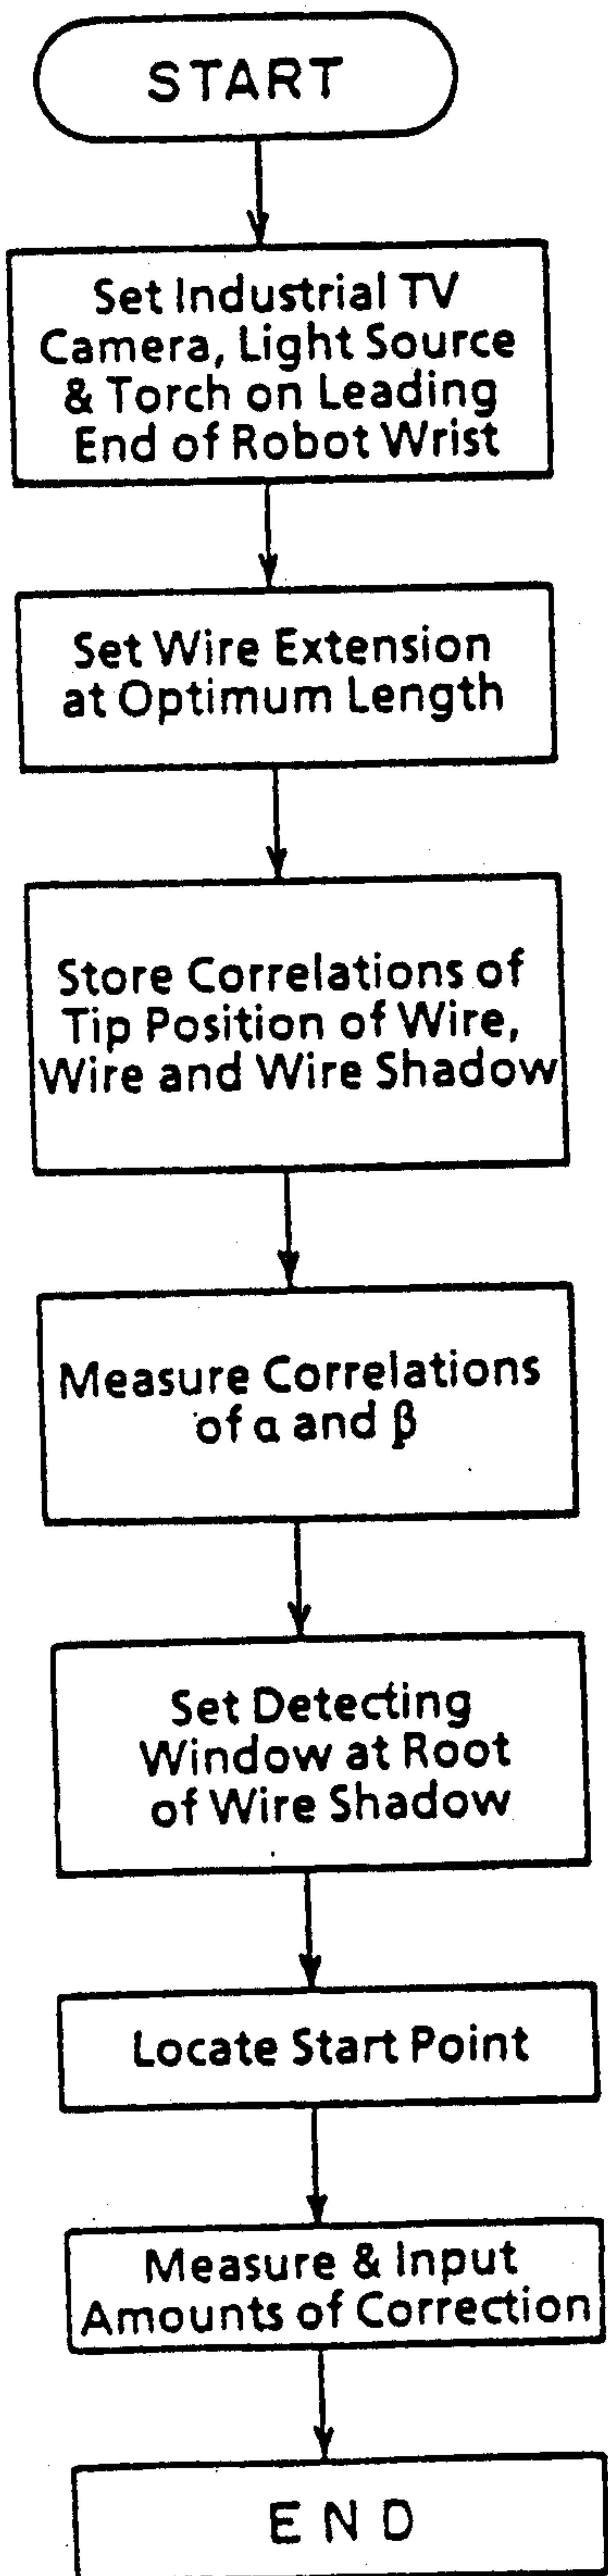 START
Set Industrial TV
Camera, Light Source
& Torch on Leading
End of Robot Wrist
Set Wire Extension
at Optimum Length
Store Correlations of
Tip Position of Wire,
Wire and Wire Shadow
Measure Correlations
of α and β
Set Detecting
Window at Root
of Wire Shadow
Locate Start Point
Measure & Input
Amounts of Correction
END